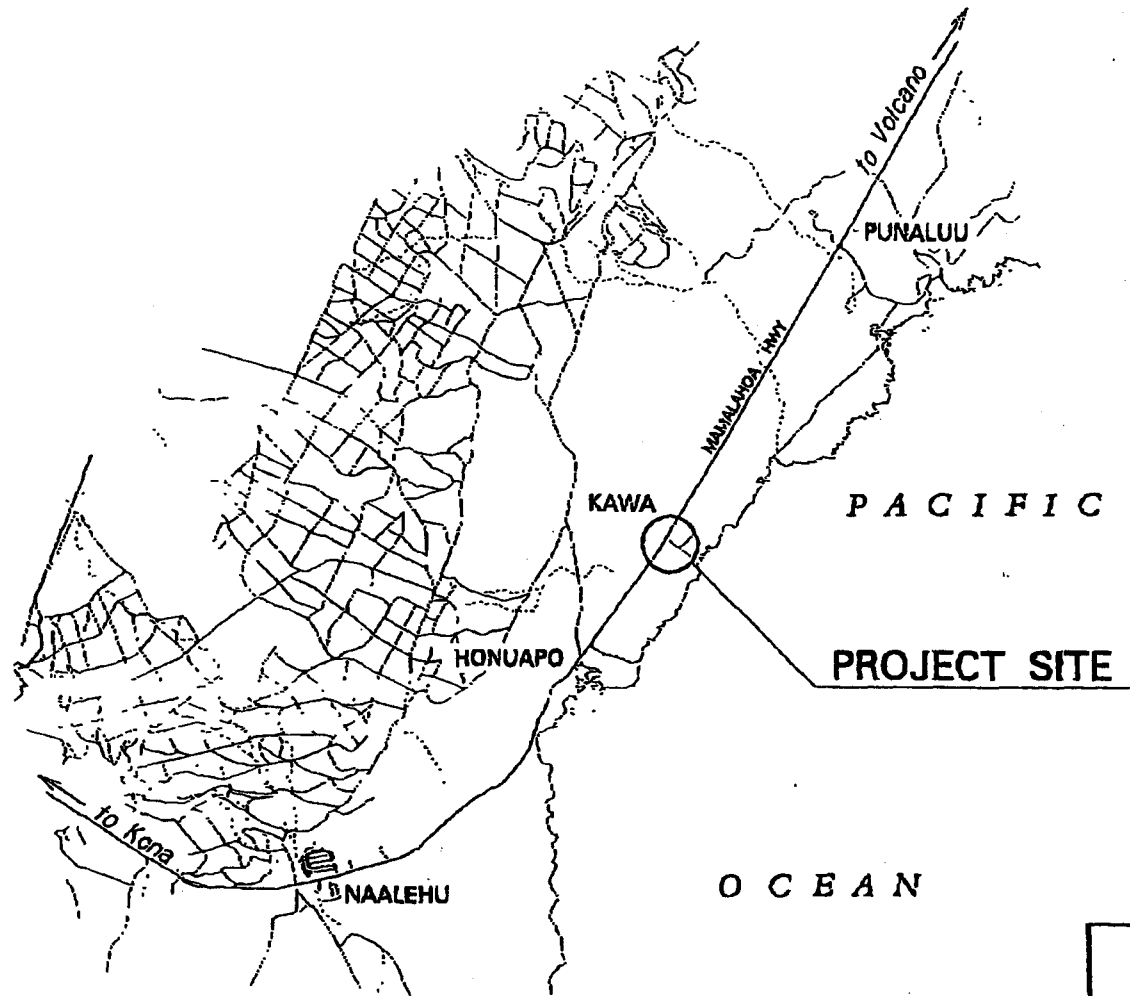 to Volcano
PUNALUU
MAMALAHOA HWY
KAWA
PACIFIC
HONUAPO
PROJECT SITE
to Kona
NAALEHU
OCEAN